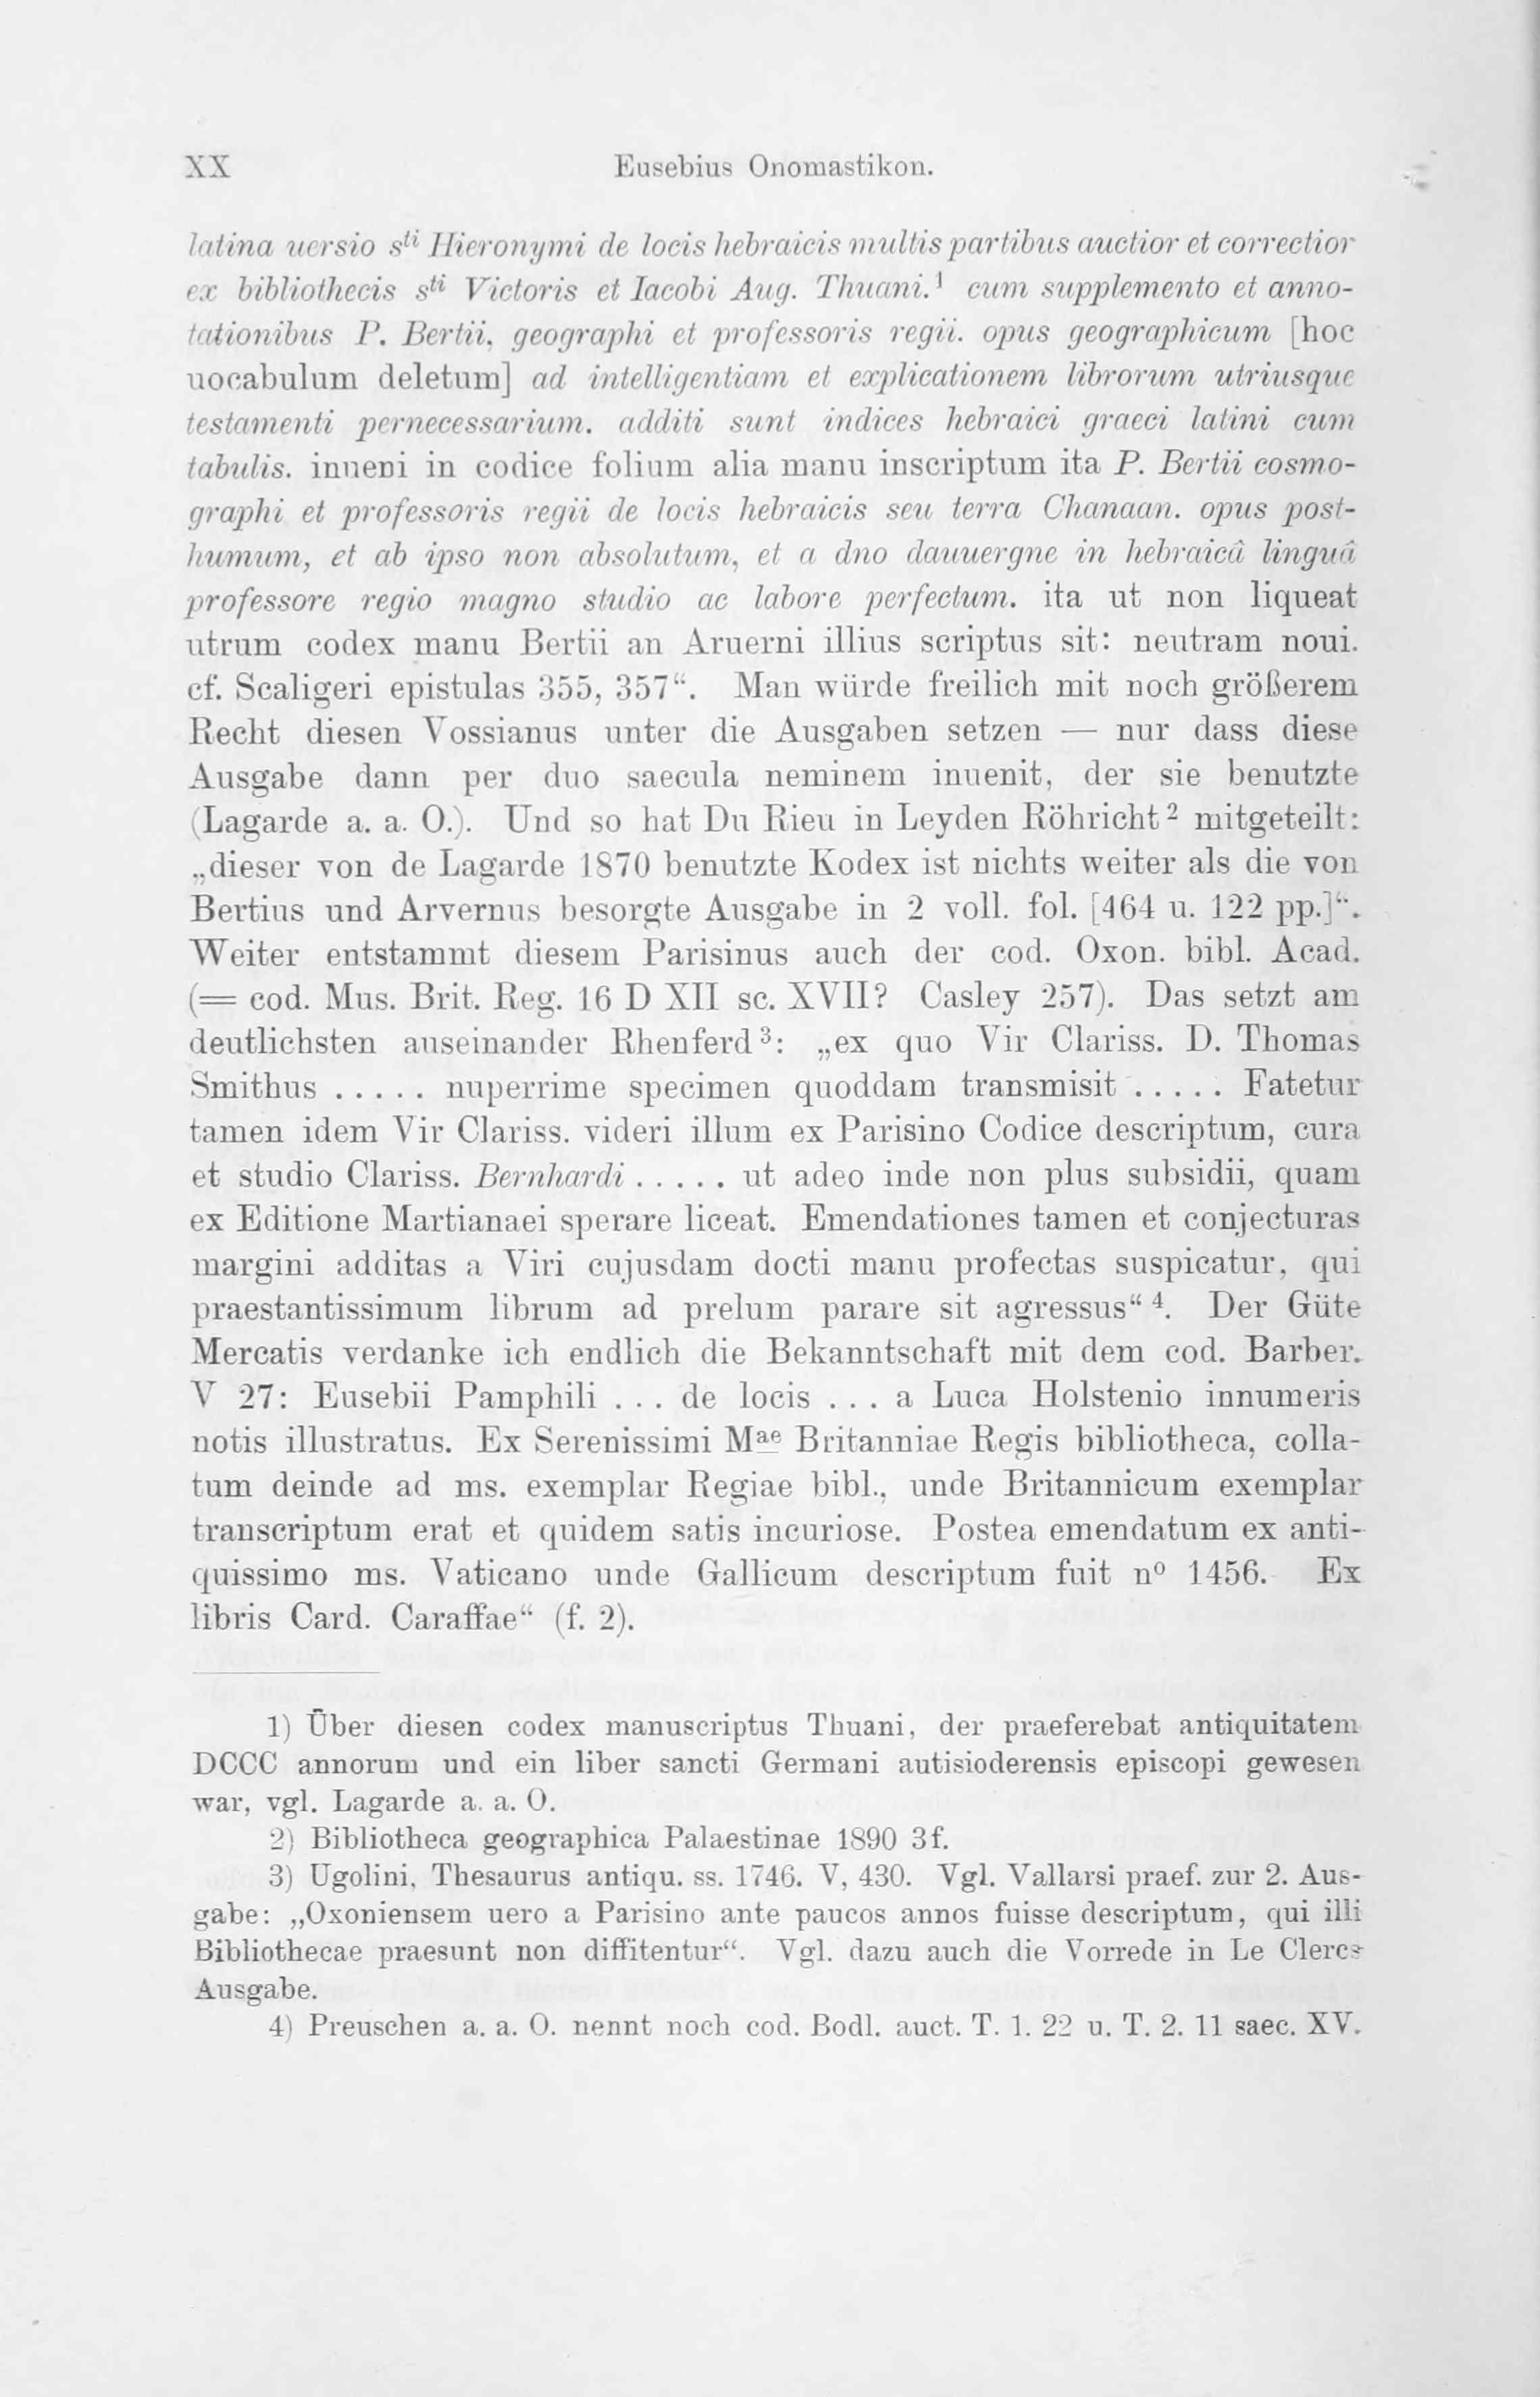 XX
Eusebius Onomastikon.
latina uersio sti Hieronymi de locis hebraicis multis partibus auctior et correctior
ex bibliothecis sti Victoris et Iacobi Aug. Thuani.1 cum supplemento et anno-
tationibus P. Bertii, geographi et professoris regii. opus geographicum [hoc
uocabulum deletum] ad intelligentiam et explicationem librorum utriusque
testamenti pernecessarium. additi sunt indices hebraici graeci latini cum
tabulis. inueni in codice folium alia manu inscriptum ita P. Bertii cosmo-
graphi et professoris regii de locis hebraicis seu terra Chanaan. opus post-
humum, et ab ipso non absolutum, et a dno dauuergne in hebraicâ linguâ
professore regio magno studio ac labore perfectum. ita ut non liqueat
utrum codex manu Bertii an Aruerni illius scriptus sit: neutram noui.
cf. Scaligeri epistulas 355, 357“. Man würde freilich mit noch größerem
Recht diesen Vossianus unter die Ausgaben setzen — nur dass diese
Ausgabe dann per duo saecula neminem inuenit, der sie benutzte
(Lagarde a. a. O.). Und so hat Du Rieu in Leyden Röhricht2 mitgeteilt:
„dieser von de Lagarde 1870 benutzte Kodex ist nichts weiter als die von
Bertius und Arvernus besorgte Ausgabe in 2 voll. fol. [464 u. 122 pp.]“.
Weiter entstammt diesem Parisinus auch der cod. Oxon. bibl. Acad.
(= cod. Mus. Brit. Reg. 16 D XII sc. XVII? Casley 257). Das setzt am
deutlichsten auseinander Rhenferd3: „ex quo Vir Clariss. D. Thomas
Smithus ..... nuperrime specimen quoddam transmisit ..... Fatetur
tamen idem Vir Clariss. videri illum ex Parisino Codice descriptum, cura
et studio Clariss. Bernhardi ..... ut adeo inde non plus subsidii, quam
ex Editione Martianaei sperare liceat. Emendationes tamen et conjecturas
margini additas a Viri cujusdam docti manu profectas suspicatur, qui
praestantissimum librum ad prelum parare sit agressus“4. Der Güte
Mercatis verdanke ich endlich die Bekanntschaft mit dem cod. Barber.
V 27: Eusebii Pamphili ... de locis ... a Luca Holstenio innumeris
notis illustratus. Ex Serenissimi Mae Britanniae Regis bibliotheca, colla-
tum deinde ad ms. exemplar Regiae bibl., unde Britannicum exemplar
transcriptum erat et quidem satis incuriose. Postea emendatum ex anti-
quissimo ms. Vaticano unde Gallicum descriptum fuit no 1456. Ex
libris Card. Caraffae“ (f. 2).
1) Über diesen codex manuscriptus Thuani, der praeferebat antiquitatem
DCCC annorum und ein liber sancti Germani autisioderensis episcopi gewesen
war, vgl. Lagarde a. a. O.
2) Bibliotheca geographica Palaestinae 1890 3f.
3) Ugolini, Thesaurus antiqu. ss. 1746. V, 430. Vgl. Vallarsi praef. zur 2. Aus-
gabe: „Oxoniensem uero a Parisino ante paucos annos fuisse descriptum, qui illi
Bibliothecae praesunt non diffitentur“. Vgl. dazu auch die Vorrede in Le Clercs
Ausgabe.
4) Preuschen a. a. O. nennt noch cod. Bodl. auct. T. 1. 22 u. T. 2. 11 saec. XV.